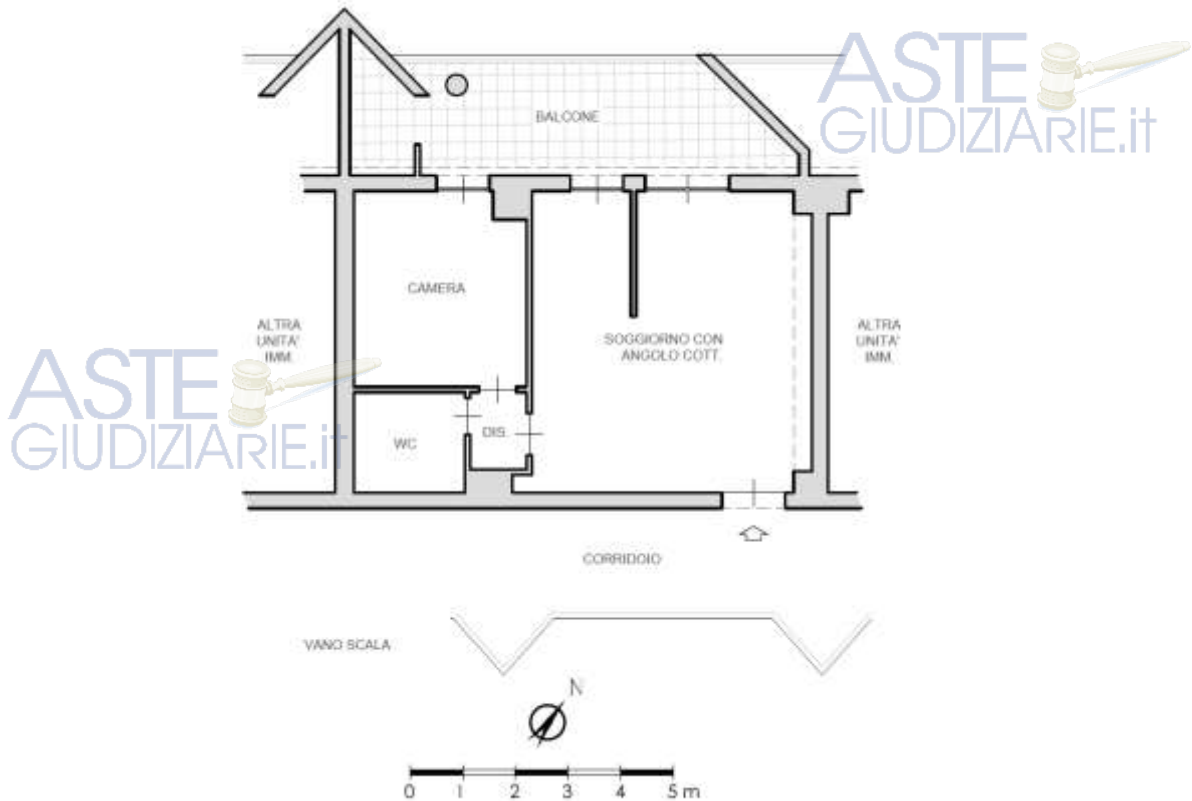 ASTE
GIUDIZIARIE.it
BALCONE
CAMERA
SOGGIORNO CON
ANGOLO COTT.
ALTRA
UNITA'
IMM.
ALTRA
UNITA'
IMM.
ASTE
GIUDIZIARIE.it
WC
DIS.
CORRIDOIO
VANO SCALA
N
0 1 2 3 4 5 m